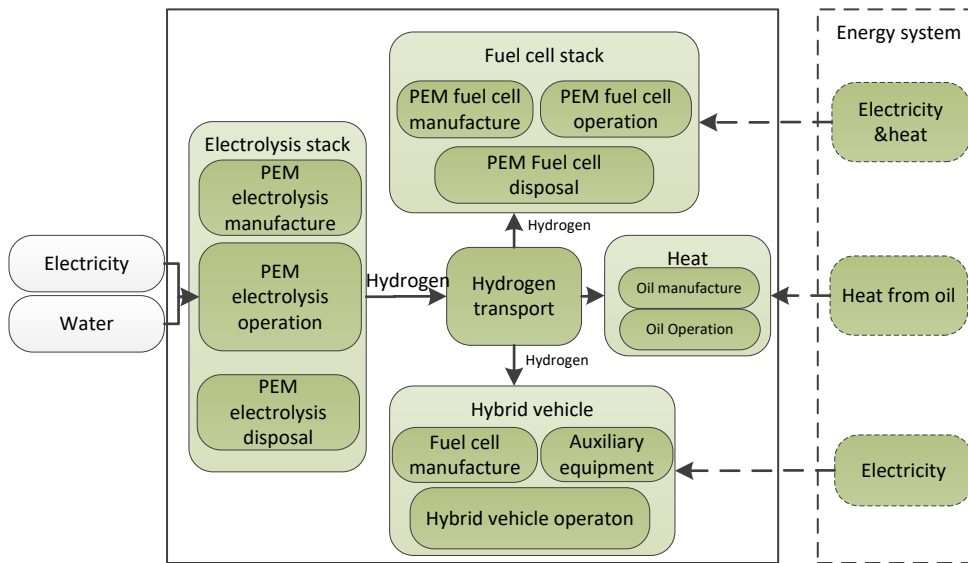 Fuel cell stack
PEM fuel cell
manufacture
PEM fuel cell
operation
PEM Fuel cell
disposal
Energy system
Electricity
&heat
Electrolysis stack
PEM
electrolysis
manufacture
PEM
electrolysis
operation
PEM
electrolysis
disposal
Electricity
Water
Hydrogen
Hydrogen
Hydrogen
transport
Hydrogen
Heat
Oil manufacture
Oil Operation
Heat from oil
Hybrid vehicle
Fuel cell
manufacture
Auxiliary
equipment
Hybrid vehicle operaton
Electricity